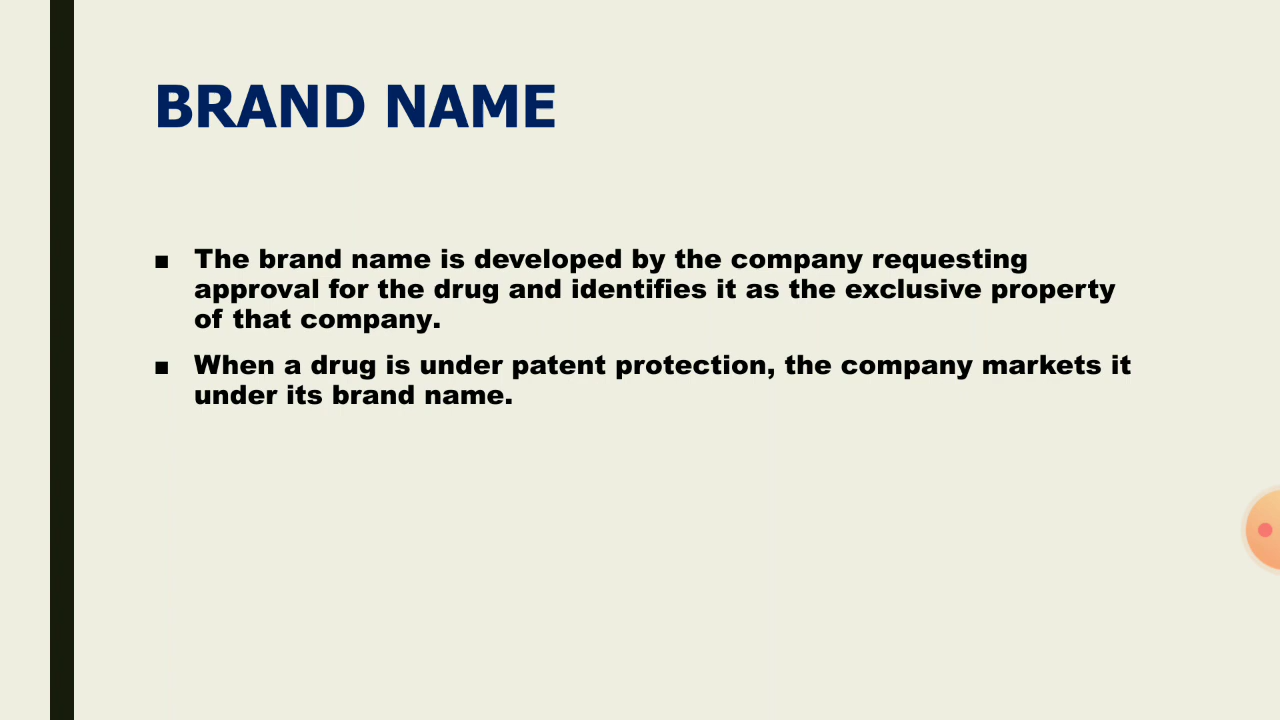 BRAND NAME
▪ The brand name is developed by the company requesting
approval for the drug and identifies it as the exclusive property
of that company.
▪ When a drug is under patent protection, the company markets it
under its brand name.